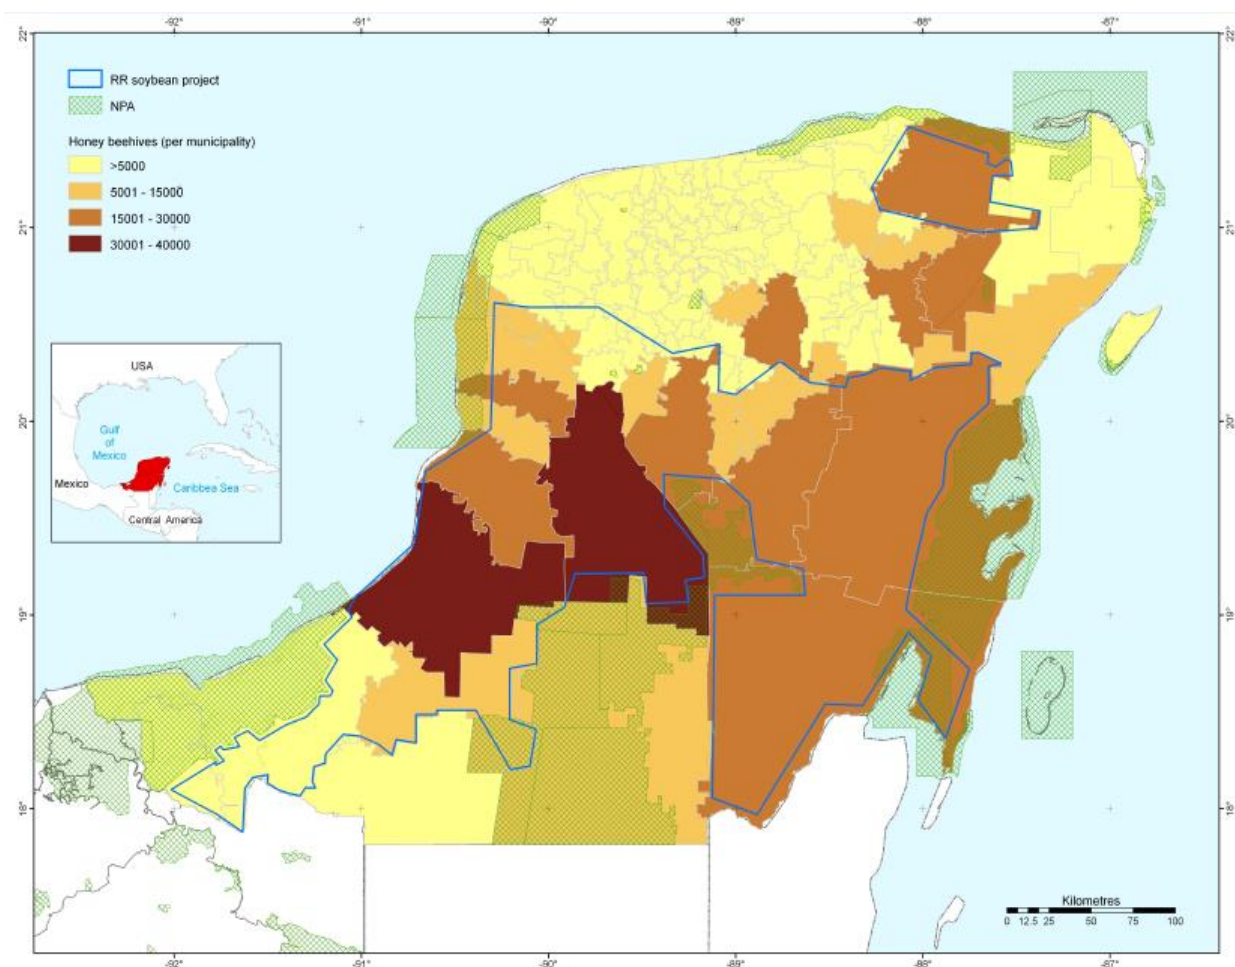 -92°
-91°
-90°
-89°
-88°
-87°
22°
22°
RR soybean project
NPA
Honey beehives (per municipality)
>5000
5001 - 15000
15001 - 30000
30001 - 40000
21°
21°
USA
Gulf
of
Mexico
Mexico
Caribbea Sea
Central America
20°
20°
19°
19°
18°
18°
Kilometres
0 12.5 25 50 75 100
-92°
-91°
-90°
-89°
-88°
-87°